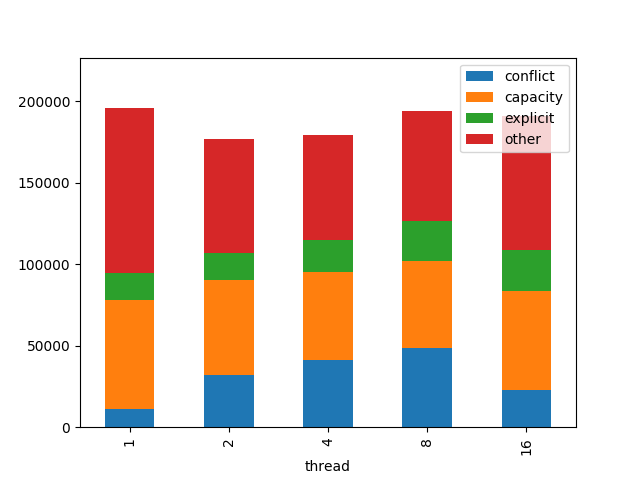 conflict
capacity
explicit
other
200000
150000
100000
50000
0
1
2
4
8
16
thread